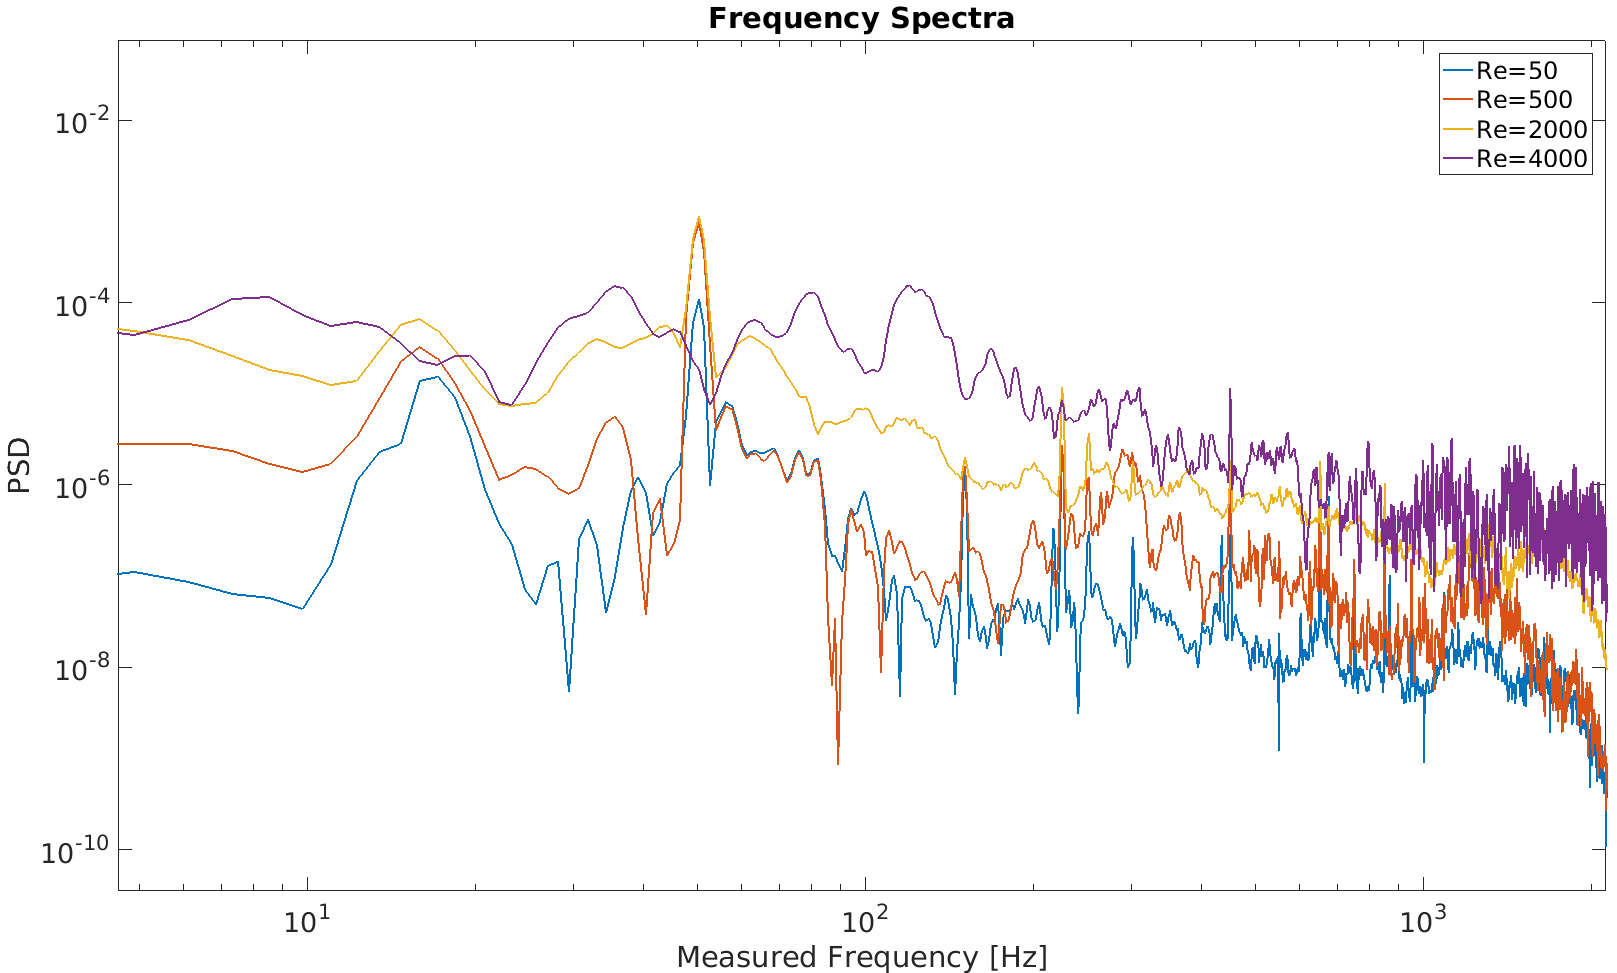 Frequency Spectra
Re=50
Re=500
Re=2000
Re=4000
10^-2
10^-4
10^-6
10^-8
10^-10
PSD
10^1 10^2 10^3
Measured Frequency [Hz]